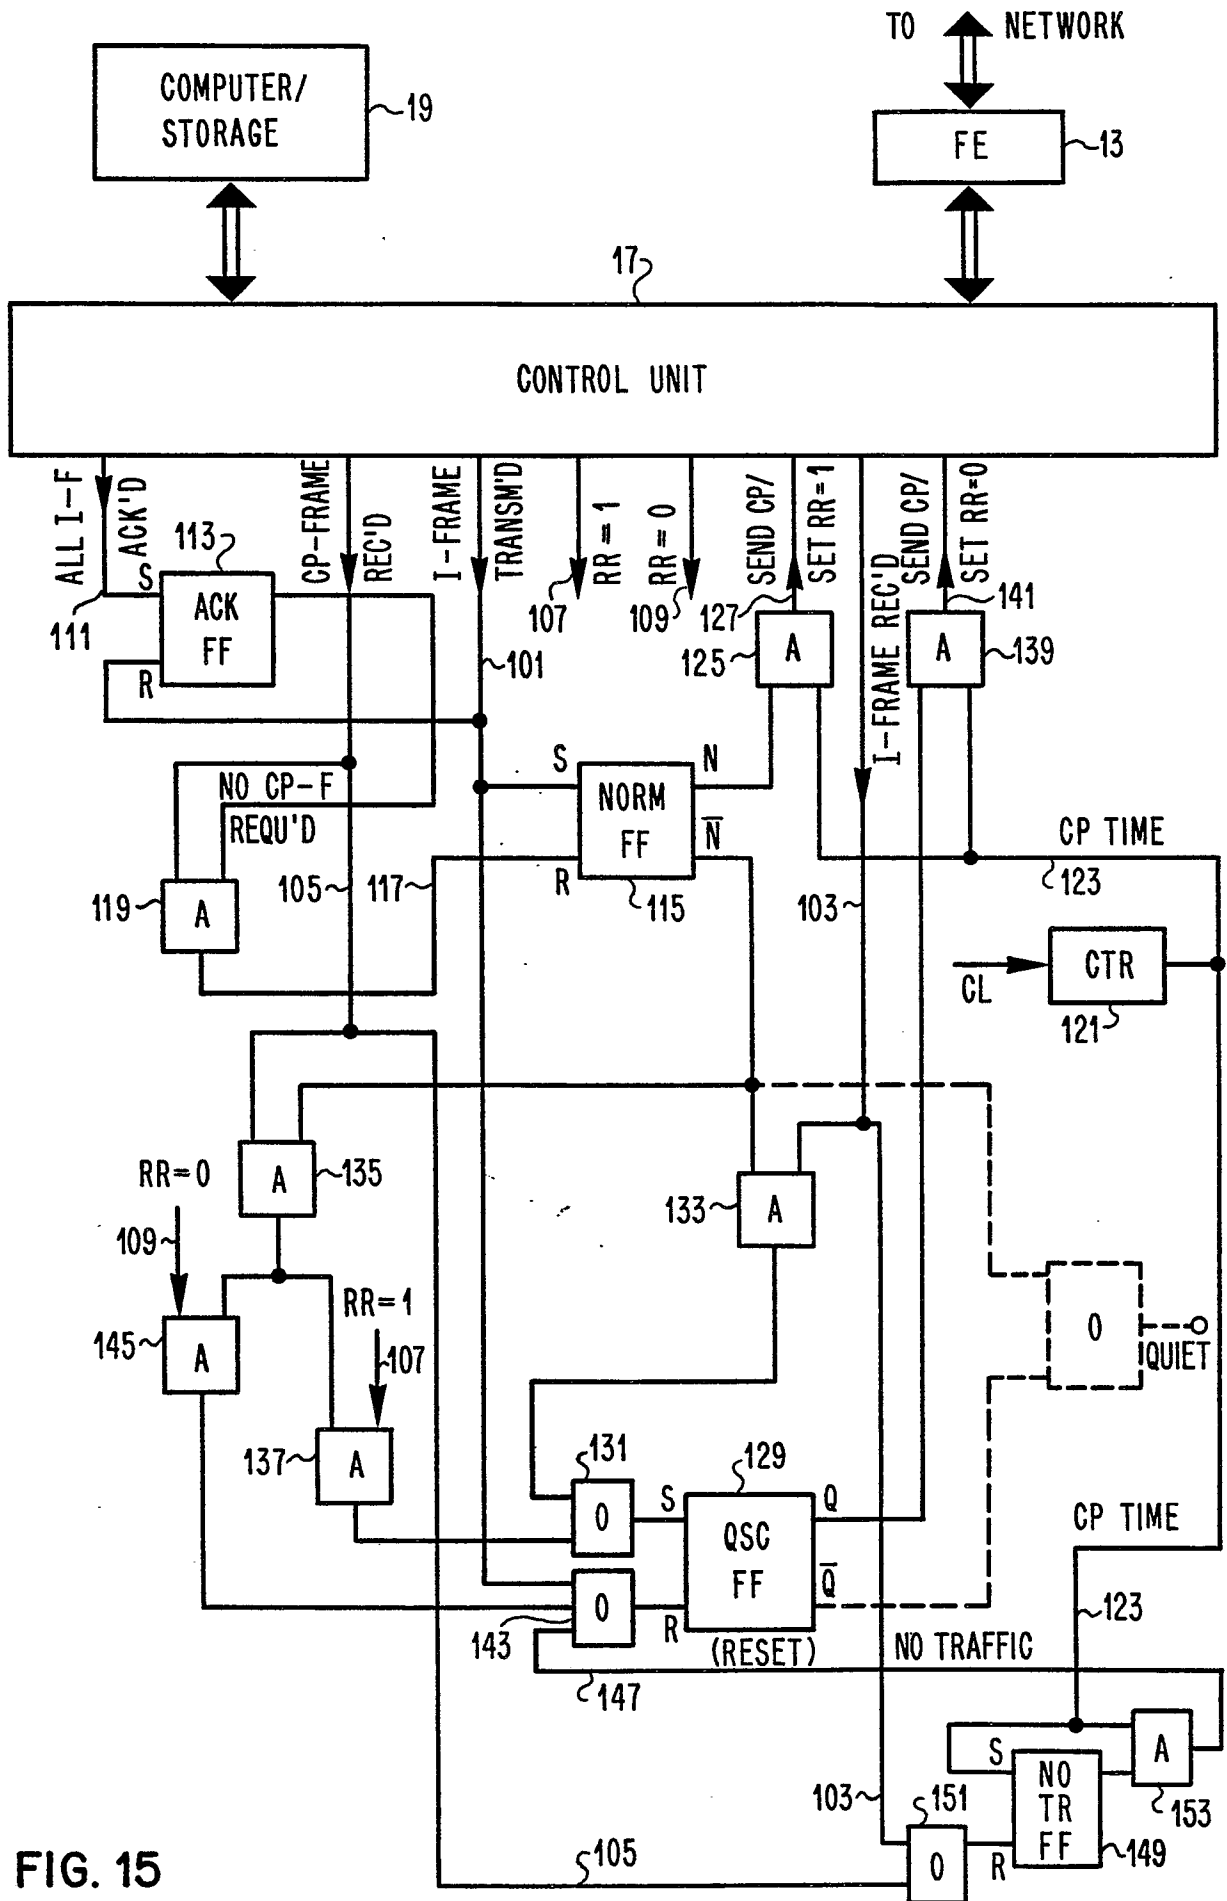 TO NETWORK
COMPUTER/
STORAGE
19
FE
13
17
CONTROL UNIT
ALL I-F
ACK'D
CP-FRAME
REC'D
I-FRAME
TRANSM'D
RR = 1
RR = 0
SEND CP/
SET RR=1
I-FRAME REC'D
SEND CP/
SET RR=0
113
S
ACK
FF
R
111
101
107
109
127
125
A
141
A
139
NO CP-F
REQU'D
S
NORM
FF
R
N
N̅
115
CP TIME
123
119
A
105
117
103
CL
CTR
121
RR=0
A
135
109
133
A
RR=1
145
A
107
O
QUIET
137
A
131
O
129
S
QSC
FF
R
Q
Q̅
CP TIME
143
O
(RESET)
NO TRAFFIC
123
147
S
NO
TR
FF
R
A
153
149
103
151
O
105
FIG. 15